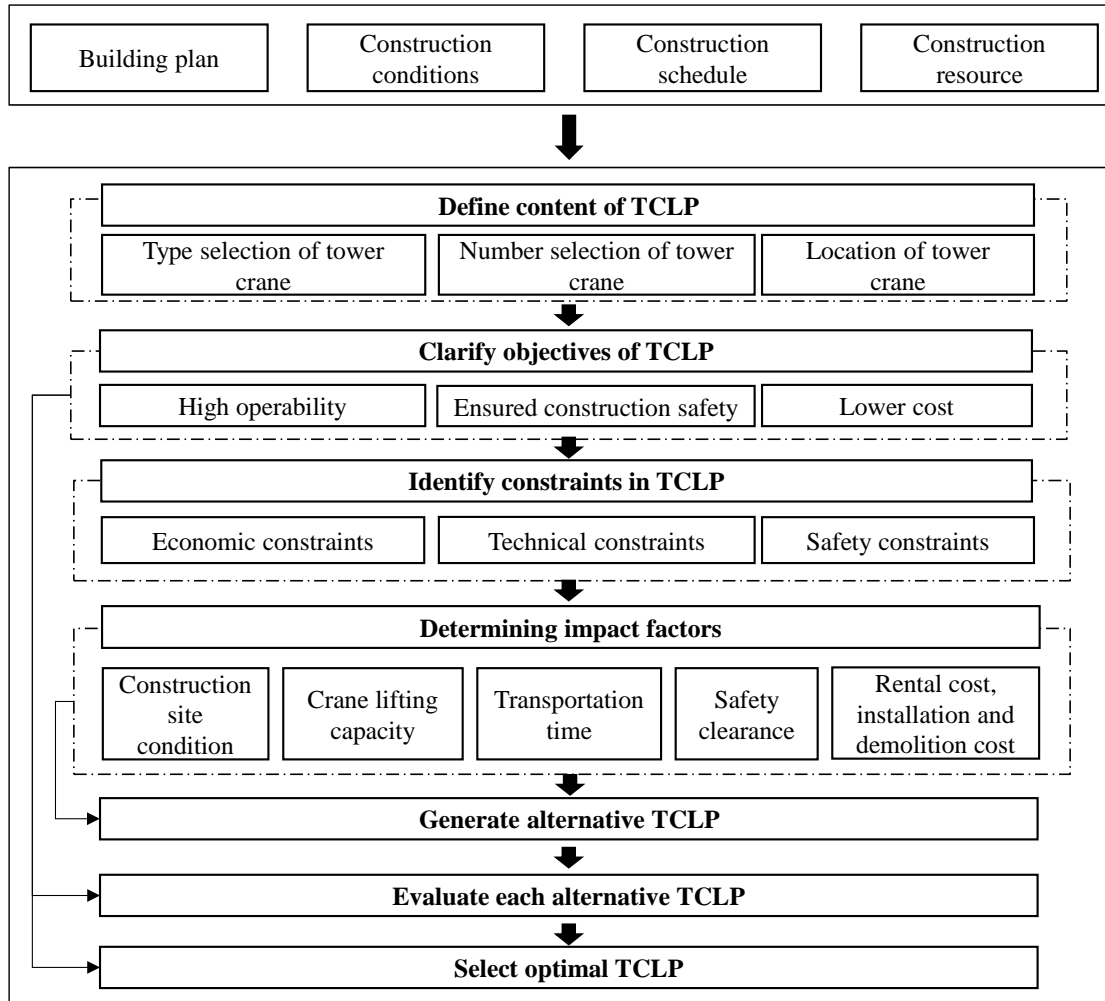 Building plan
Construction
conditions
Construction
schedule
Construction
resource
Define content of TCLP
Type selection of tower
crane
Number selection of tower
crane
Location of tower
crane
Clarify objectives of TCLP
High operability
Ensured construction safety
Lower cost
Identify constraints in TCLP
Economic constraints
Technical constraints
Safety constraints
Determining impact factors
Construction
site
condition
Crane lifting
capacity
Transportation
time
Safety
clearance
Rental cost,
installation and
demolition cost
Generate alternative TCLP
Evaluate each alternative TCLP
Select optimal TCLP